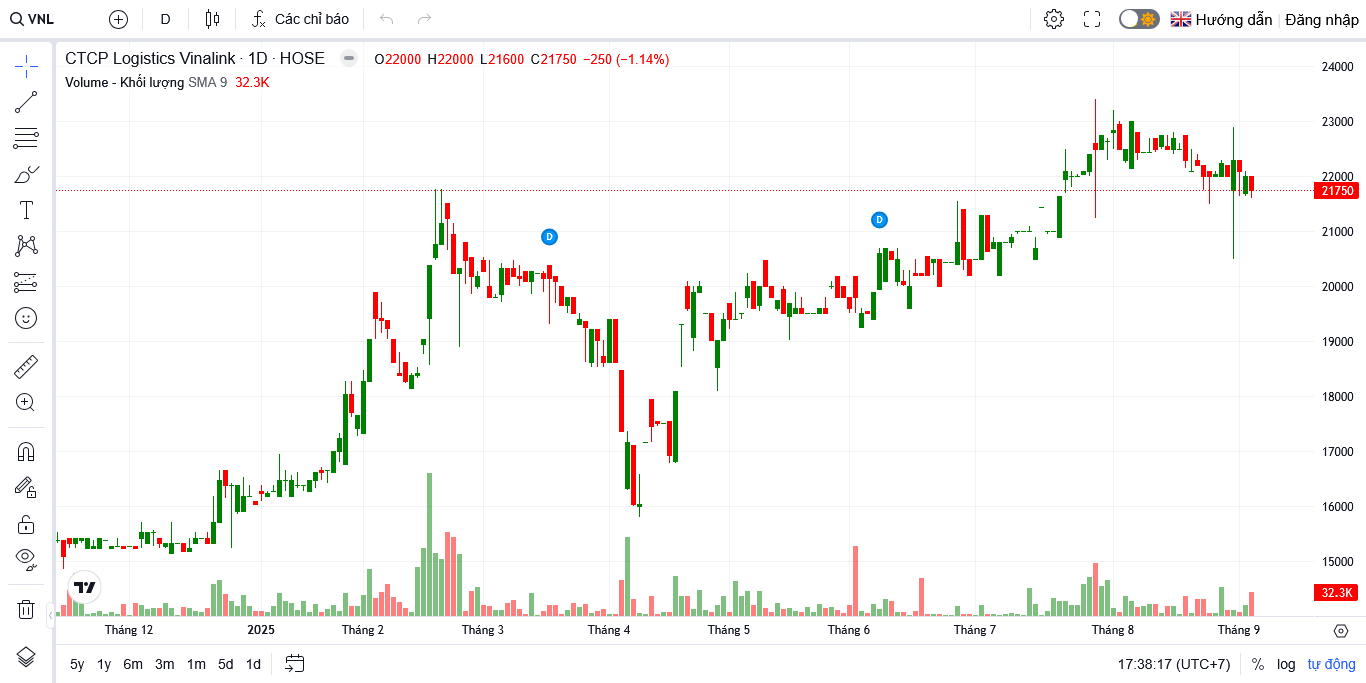 VNL D Các chỉ báo Hướng dẫn Đăng nhập
CTCP Logistics Vinalink · 1D · HOSE O22000 H22000 L21600 C21750 −250 (−1.14%)
Volume - Khối lượng SMA 9 32.3K
24000
23000
22000
21750
21000
20000
19000
18000
17000
16000
15000
32.3K
D
D
Tháng 12 2025 Tháng 2 Tháng 3 Tháng 4 Tháng 5 Tháng 6 Tháng 7 Tháng 8 Tháng 9
5y 1y 6m 3m 1m 5d 1d 17:38:17 (UTC+7) % log tự động